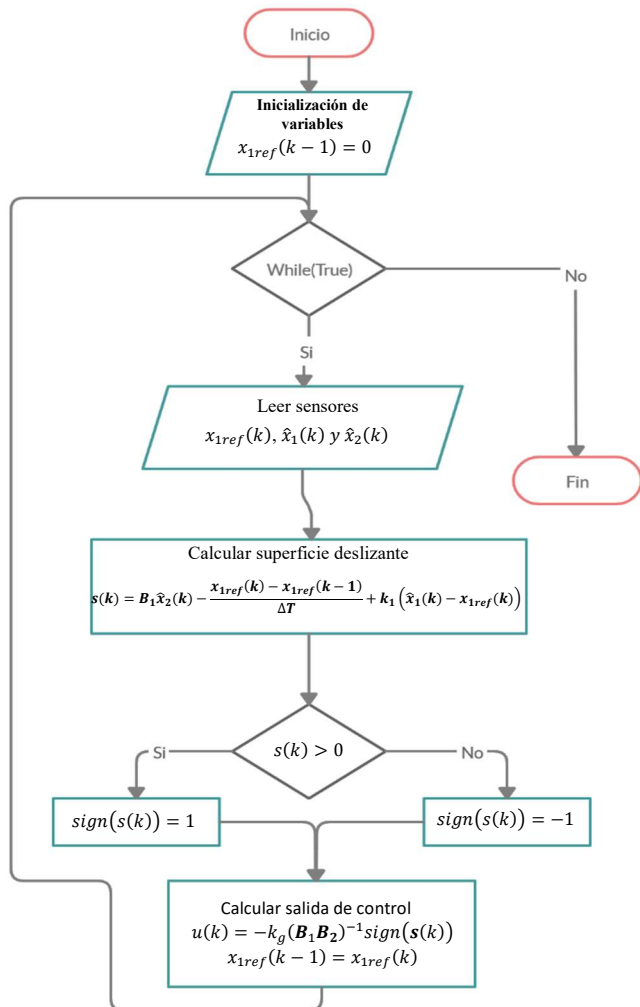 Inicio
Inicialización de
variables
x₁ref(k − 1) = 0
While(True)
No
Si
Leer sensores
x₁ref(k), x̂₁(k) y x̂₂(k)
Fin
Calcular superficie deslizante
s(k) = B₁x̂₂(k) − (x₁ref(k) − x₁ref(k − 1))/ΔT + k₁(x̂₁(k) − x₁ref(k))
Si
s(k) > 0
No
sign(s(k)) = 1
sign(s(k)) = −1
Calcular salida de control
u(k) = −k_g(B₁B₂)⁻¹sign(s(k))
x₁ref(k − 1) = x₁ref(k)